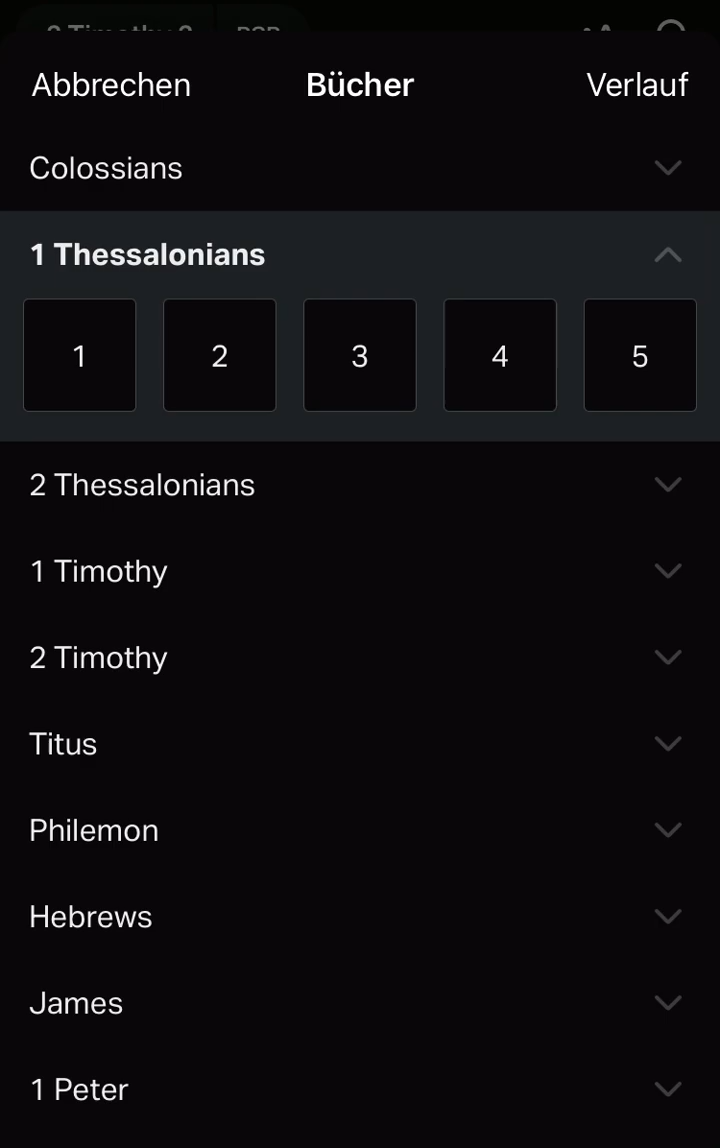 Abbrechen Bücher Verlauf
Colossians
1 Thessalonians
1 2 3 4 5
2 Thessalonians
1 Timothy
2 Timothy
Titus
Philemon
Hebrews
James
1 Peter